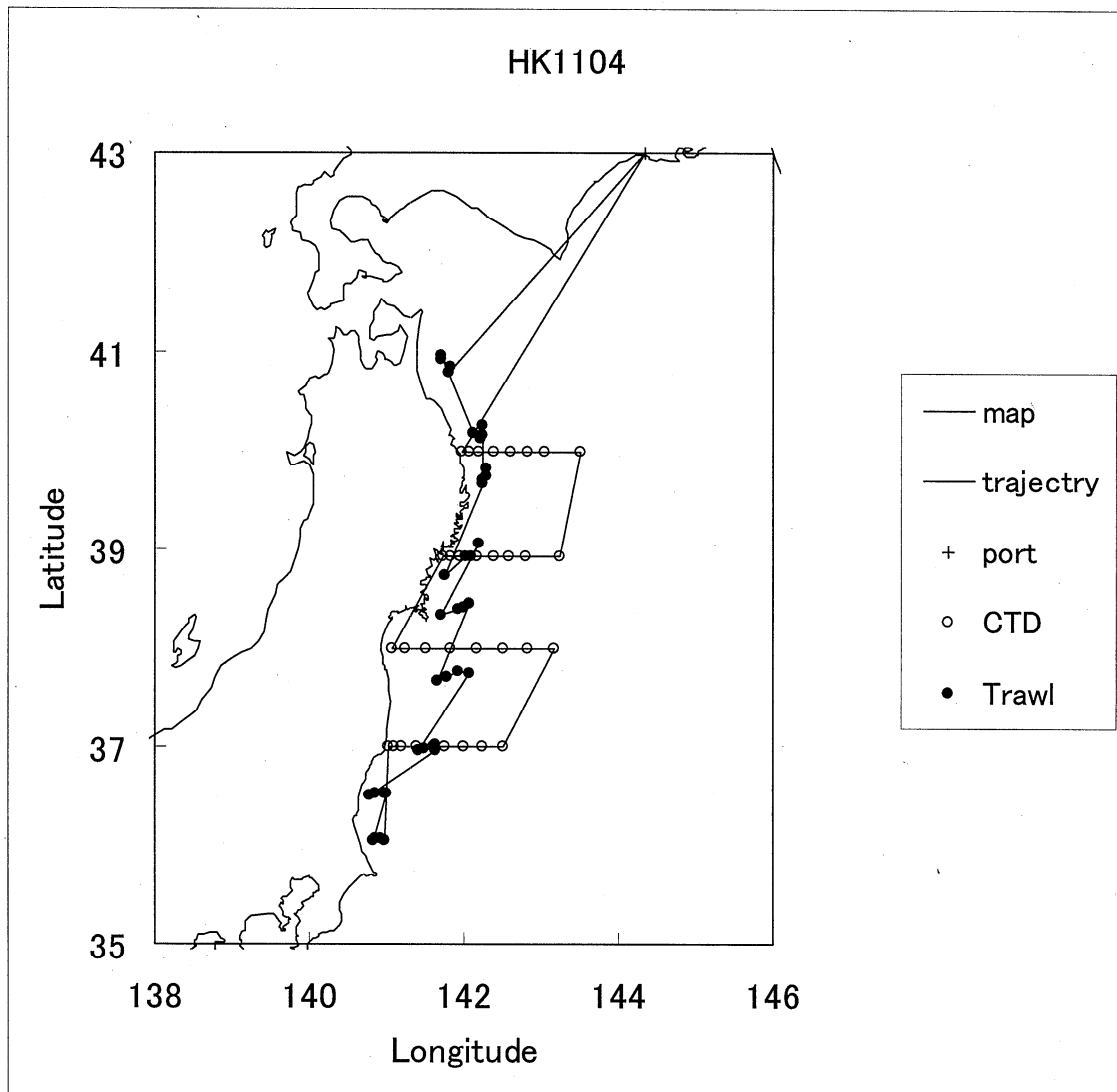 HK1104
43
41
39
37
35
Latitude
138
140
142
144
146
Longitude
map
trajectry
port
CTD
Trawl